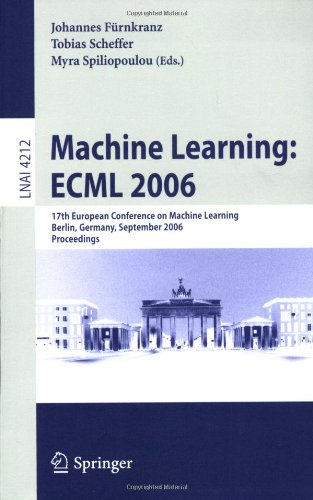 Johannes Fürnkranz
Tobias Scheffer
Myra Spiliopoulou (Eds.)
LNAI 4212
Machine Learning:
ECML 2006
17th European Conference on Machine Learning
Berlin, Germany, September 2006
Proceedings
Springer